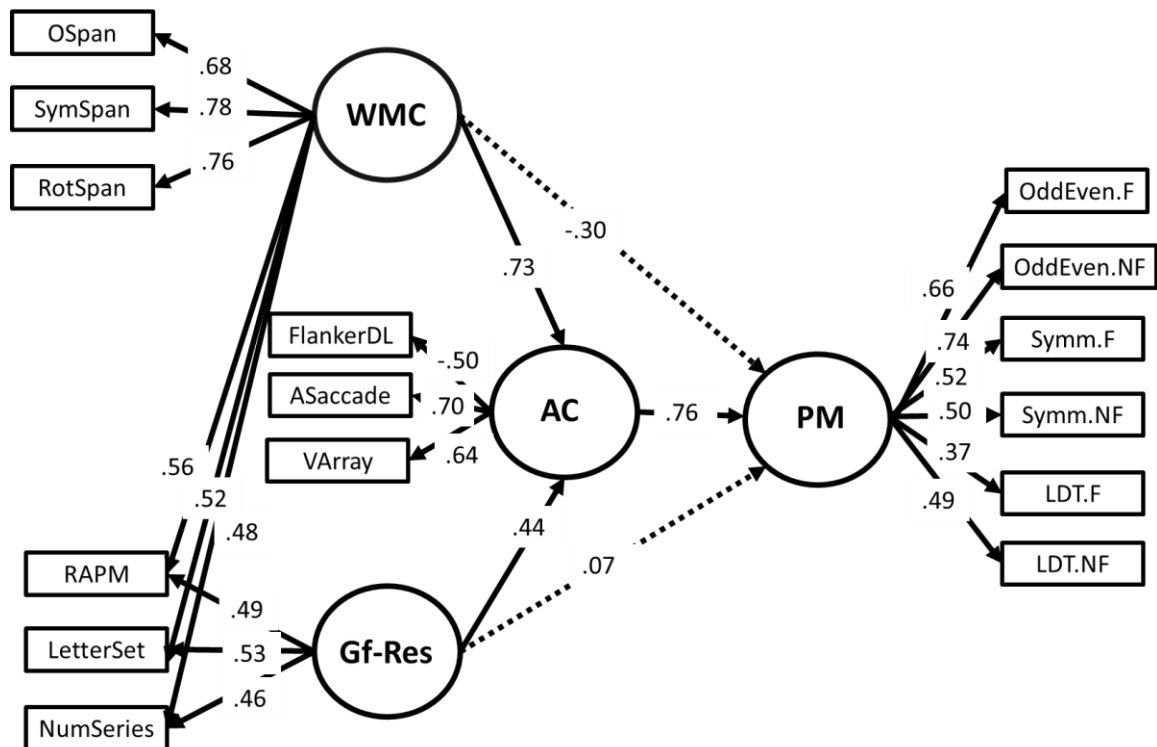 OSpan
SymSpan
RotSpan
.68
.78
.76
WMC
-.30
.73
FlankerDL
ASaccade
VArray
-.50
.70
.64
AC
.76
PM
.66
.74
.52
.50
.37
.49
OddEven.F
OddEven.NF
Symm.F
Symm.NF
LDT.F
LDT.NF
.56
.52
.48
.44
.07
RAPM
LetterSet
NumSeries
.49
.53
.46
Gf-Res